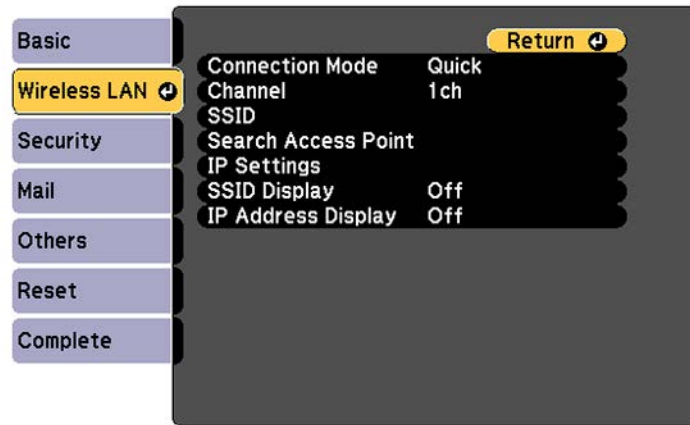 Basic
Wireless LAN
Security
Mail
Others
Reset
Complete
Return
Connection Mode Quick
Channel 1ch
SSID
Search Access Point
IP Settings
SSID Display Off
IP Address Display Off